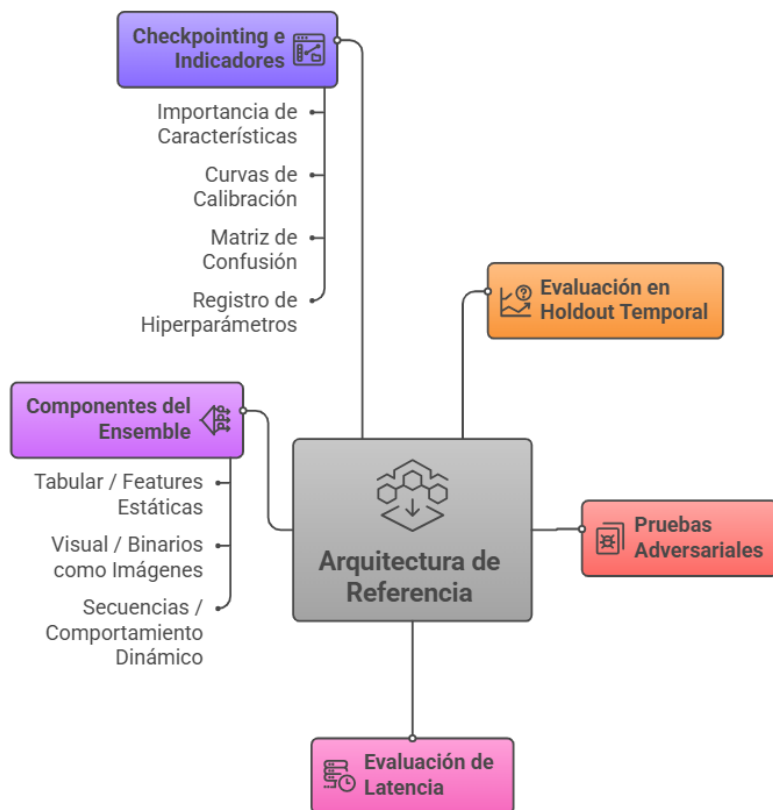 Checkpointing e
Indicadores
Importancia de
Características
Curvas de
Calibración
Matriz de
Confusión
Registro de
Hiperparámetros
Evaluación en
Holdout Temporal
Componentes del
Ensemble
Tabular / Features
Estáticas
Visual / Binarios
como Imágenes
Secuencias /
Comportamiento
Dinámico
Arquitectura de
Referencia
Pruebas
Adversariales
Evaluación de
Latencia